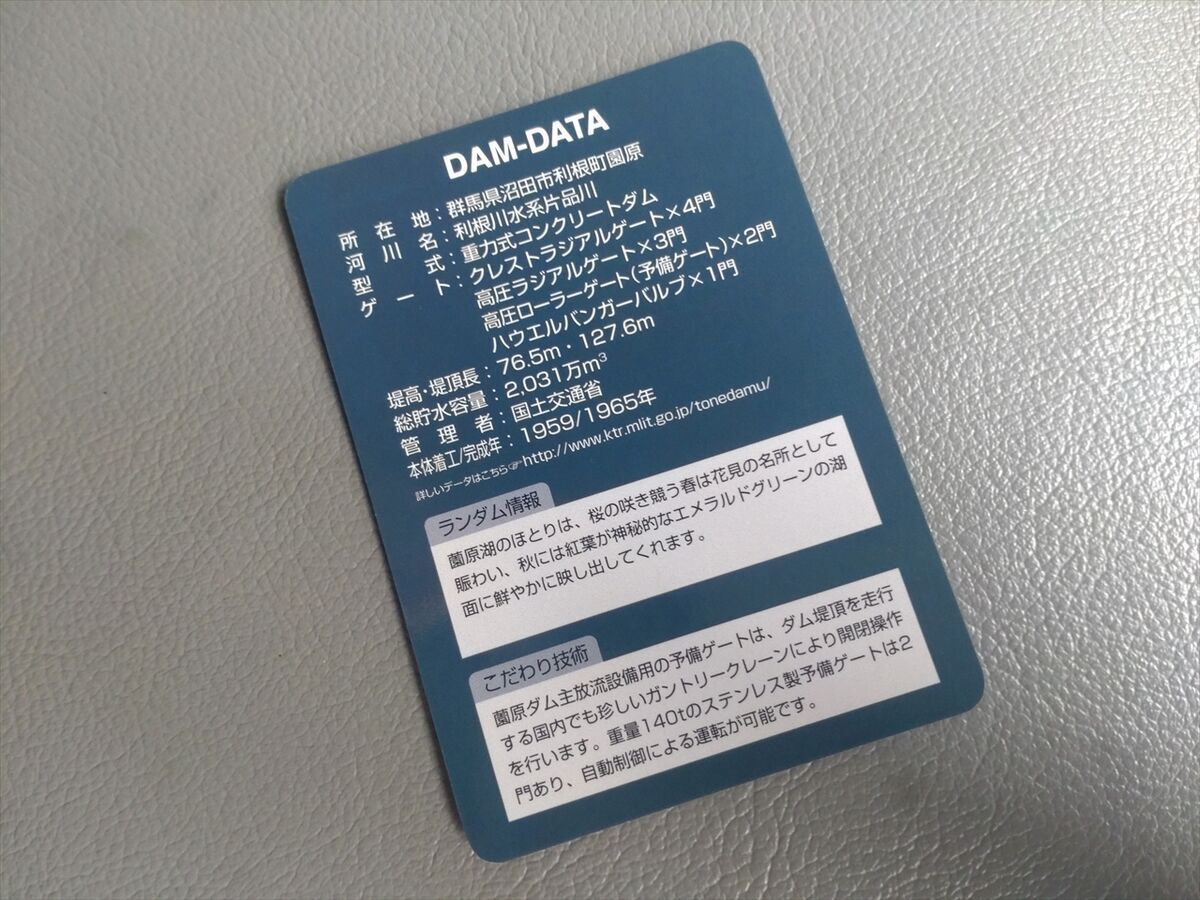 DAM-DATA
所在地：群馬県沼田市利根町園原
河川名：利根川水系片品川
型式：重力式コンクリートダム
ゲート：クレストラジアルゲート×4門
高圧ラジアルゲート×3門
高圧ローラーゲート(予備ゲート)×2門
ハウエルバンガーバルブ×1門
堤高・堤頂長：76.5m・127.6m
総貯水容量：2,031万m³
管理者：国土交通省
本体着工/完成年：1959/1965年
詳しいデータはこちら☞http://www.ktr.mlit.go.jp/tonedamu/
ランダム情報
薗原湖のほとりは、桜の咲き競う春は花見の名所として
賑わい、秋には紅葉が神秘的なエメラルドグリーンの湖
面に鮮やかに映し出してくれます。
こだわり技術
薗原ダム主放流設備用の予備ゲートは、ダム堤頂を走行
する国内でも珍しいガントリークレーンにより開閉操作
を行います。重量140tのステンレス製予備ゲートは2
門あり、自動制御による運転が可能です。